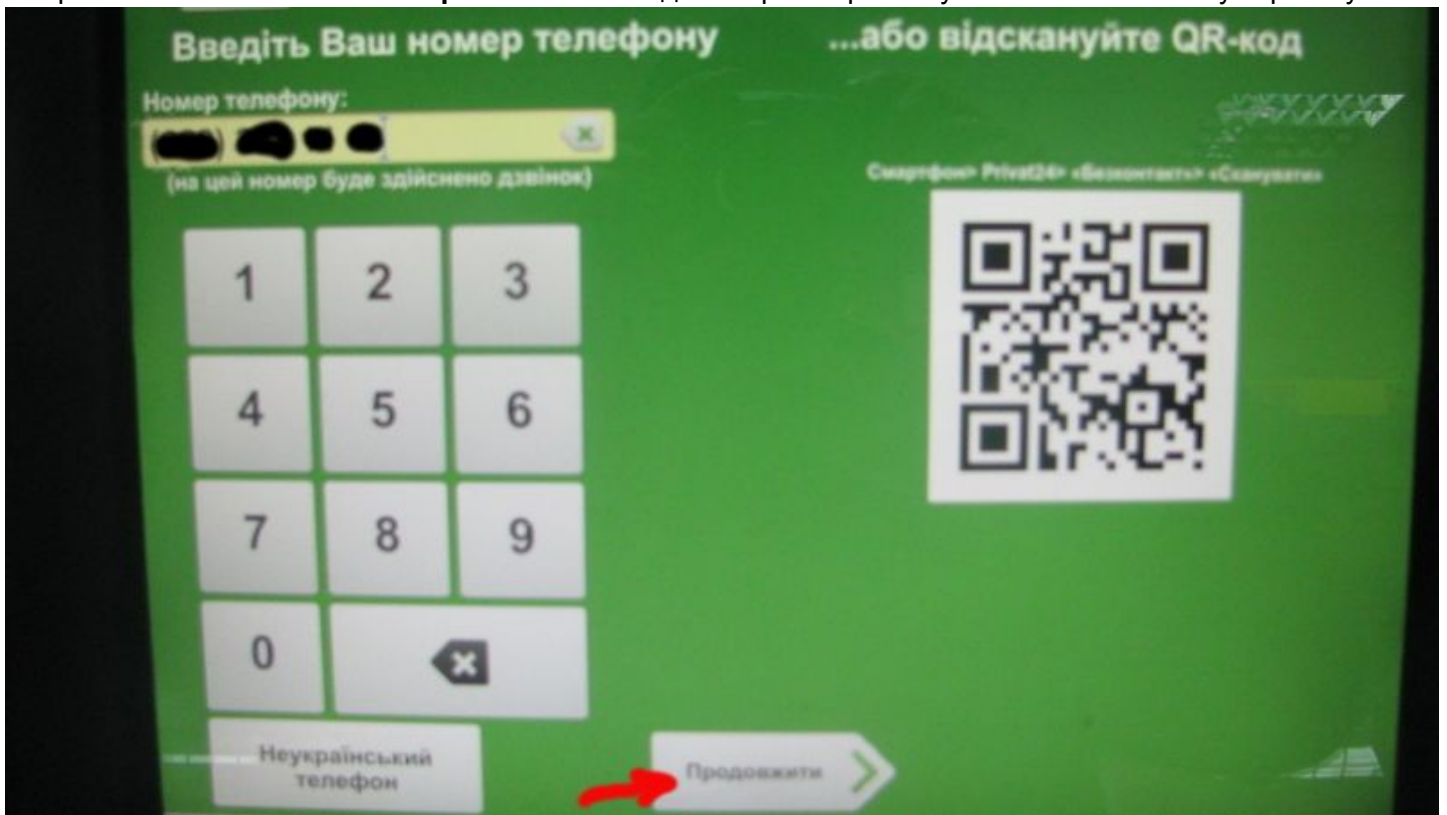 Введіть Ваш номер телефону
...або відскануйте QR-код
Номер телефону:
(на цей номер буде здійснено дзвінок)
Смартфон> Privat24> «Безконтакт»> «Сканувати»
1 2 3
4 5 6
7 8 9
0
Неукраїнський
телефон
Продовжити